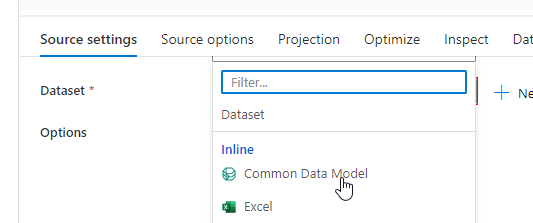 Source settings Source options Projection Optimize Inspect Dat
Filter...
Dataset * Ne
Dataset
Options
Inline
Common Data Model
Excel